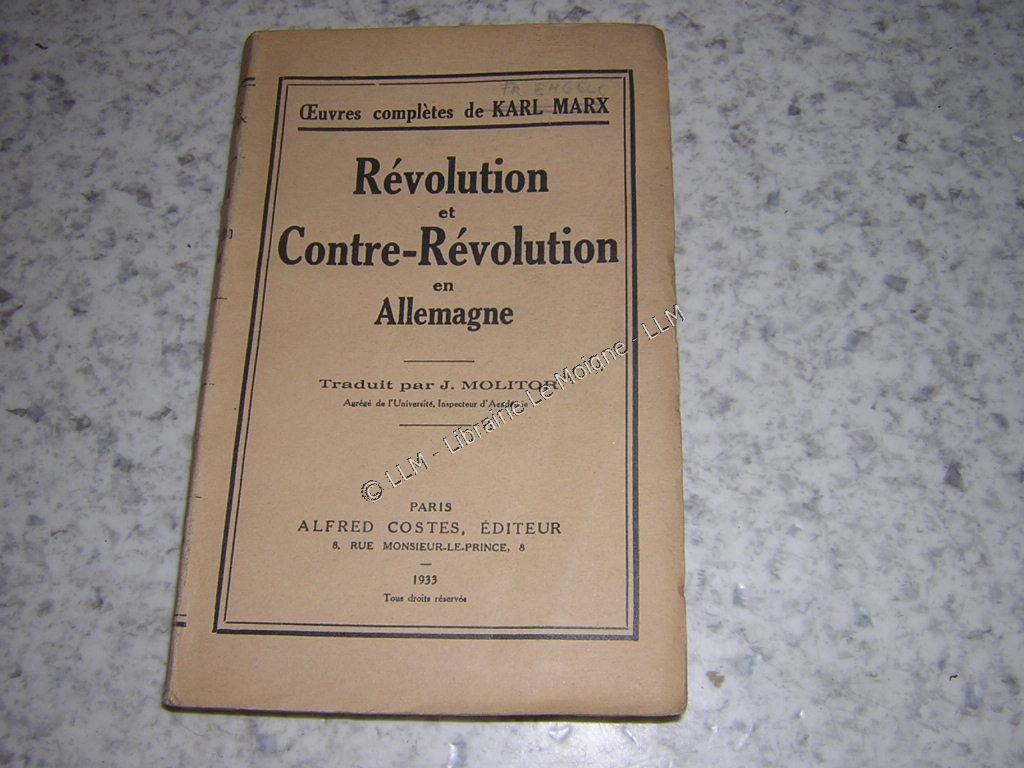 FR ENGELS
Œuvres complètes de KARL MARX
Révolution
et
Contre-Révolution
en
Allemagne
Traduit par J. MOLITOR
Agrégé de l'Université, Inspecteur d'Académie
© LLM - Librairie Le Moigne - LLM
PARIS
ALFRED COSTES, ÉDITEUR
8, RUE MONSIEUR-LE-PRINCE, 8
1933
Tous droits réservés